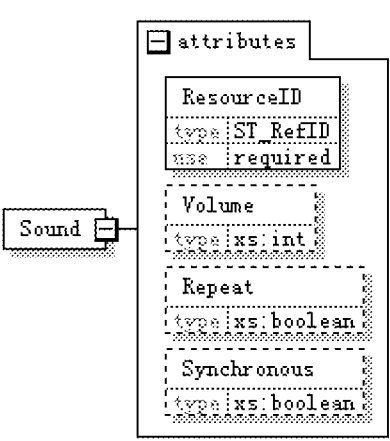 attributes
ResourceID
type ST_RefID
use required
Volume
type xs:int
Sound
Repeat
type xs:boolean
Synchronous
type xs:boolean